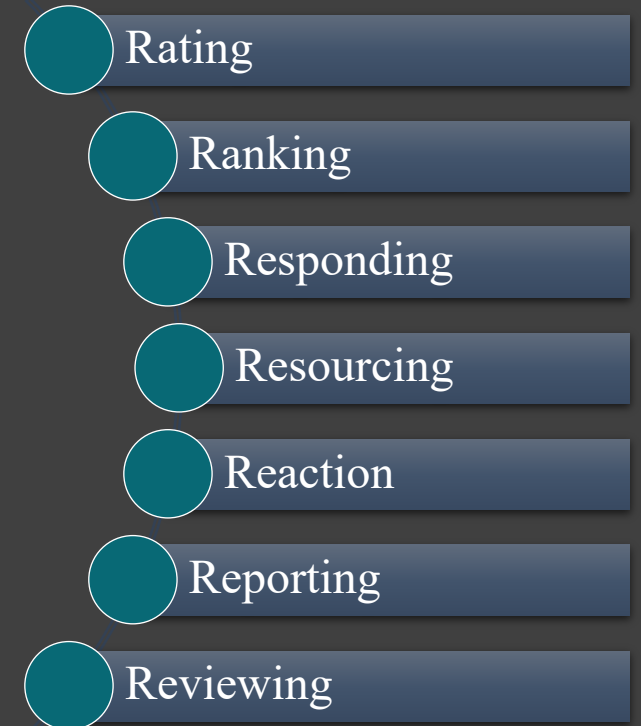 Rating
Ranking
Responding
Resourcing
Reaction
Reporting
Reviewing